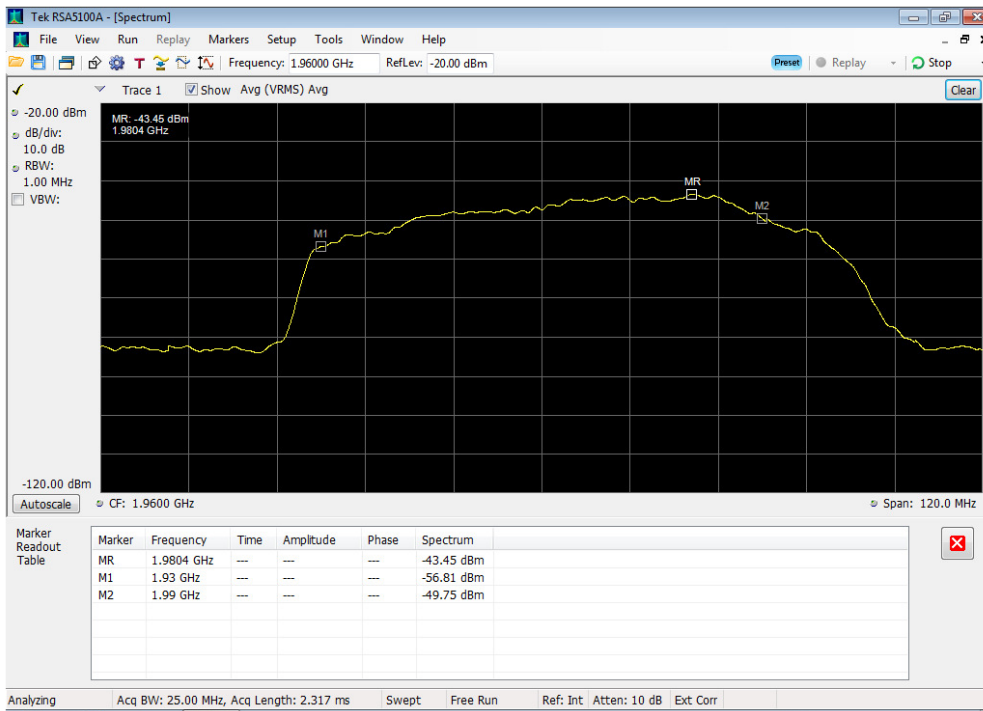 Tek RSA5100A - [Spectrum]
File View Run Replay Markers Setup Tools Window Help
T Frequency: 1.96000 GHz RefLev: -20.00 dBm Preset Replay Stop
Trace 1 Show Avg (VRMS) Avg Clear
-20.00 dBm
dB/div:
10.0 dB
RBW:
1.00 MHz
VBW:
MR: -43.45 dBm
1.9804 GHz
MR
M2
M1
-120.00 dBm
Autoscale CF: 1.9600 GHz Span: 120.0 MHz
Marker Readout Table
Marker Frequency Time Amplitude Phase Spectrum
MR 1.9804 GHz --- --- --- -43.45 dBm
M1 1.93 GHz --- --- --- -56.81 dBm
M2 1.99 GHz --- --- --- -49.75 dBm
Analyzing Acq BW: 25.00 MHz, Acq Length: 2.317 ms Swept Free Run Ref: Int Atten: 10 dB Ext Corr